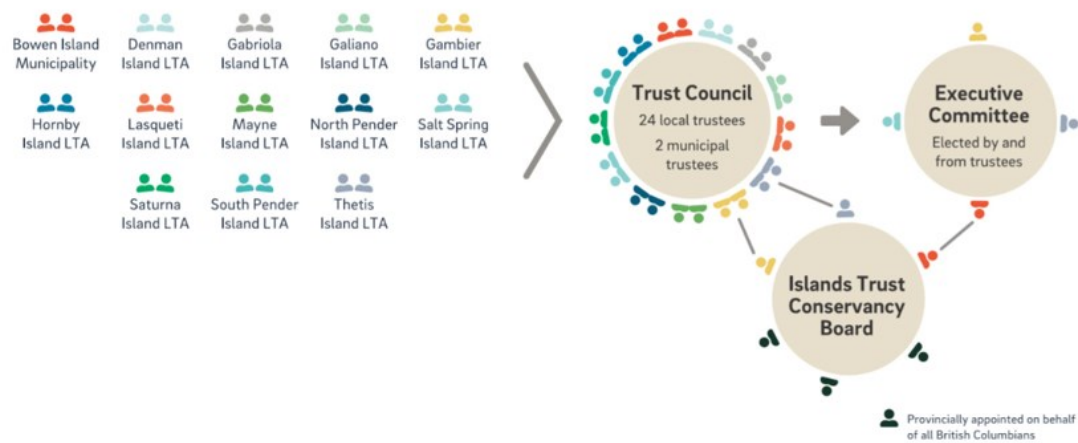 Bowen Island
Municipality
Denman
Island LTA
Gabriola
Island LTA
Galiano
Island LTA
Gambier
Island LTA
Hornby
Island LTA
Lasqueti
Island LTA
Mayne
Island LTA
North Pender
Island LTA
Salt Spring
Island LTA
Saturna
Island LTA
South Pender
Island LTA
Thetis
Island LTA
Trust Council
24 local trustees
2 municipal
trustees
Executive
Committee
Elected by and
from trustees
Islands Trust
Conservancy
Board
Provincially appointed on behalf
of all British Columbians